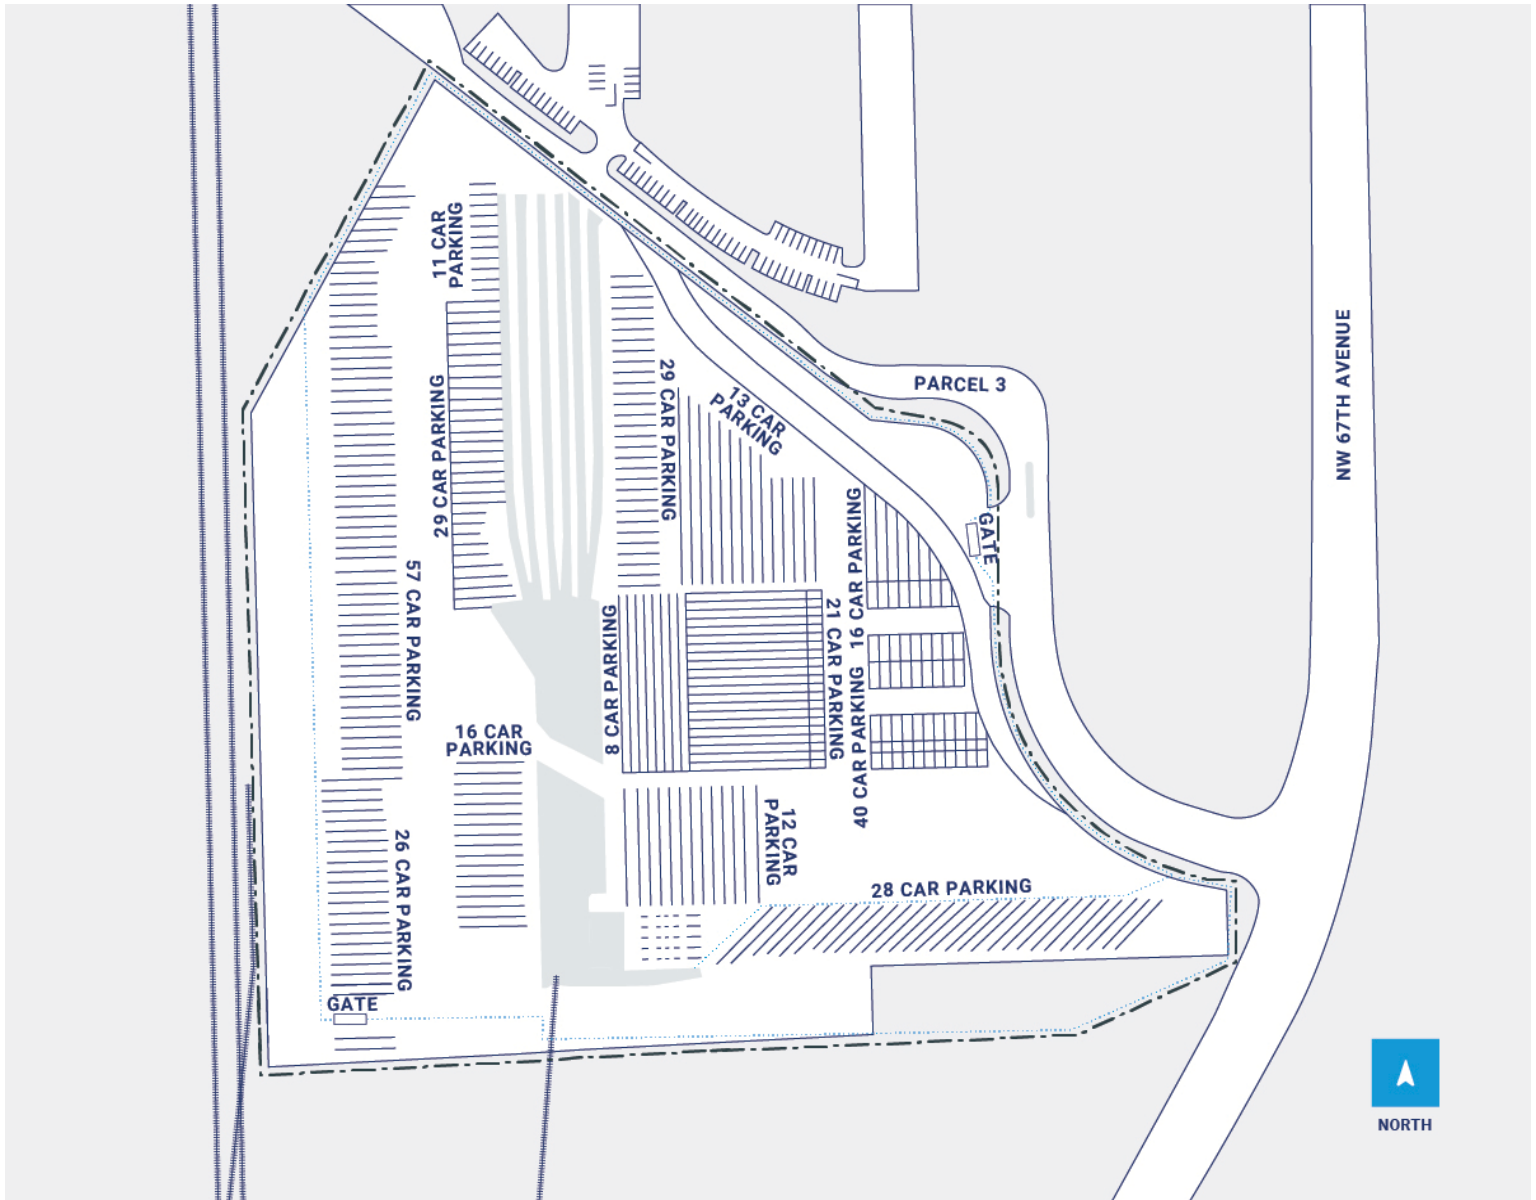 11 CAR
PARKING
29 CAR PARKING
29 CAR PARKING
13 CAR
PARKING
PARCEL 3
NW 67TH AVENUE
GATE
16 CAR PARKING
57 CAR PARKING
8 CAR PARKING
21 CAR PARKING
40 CAR PARKING
16 CAR
PARKING
12 CAR
PARKING
26 CAR PARKING
28 CAR PARKING
GATE
NORTH